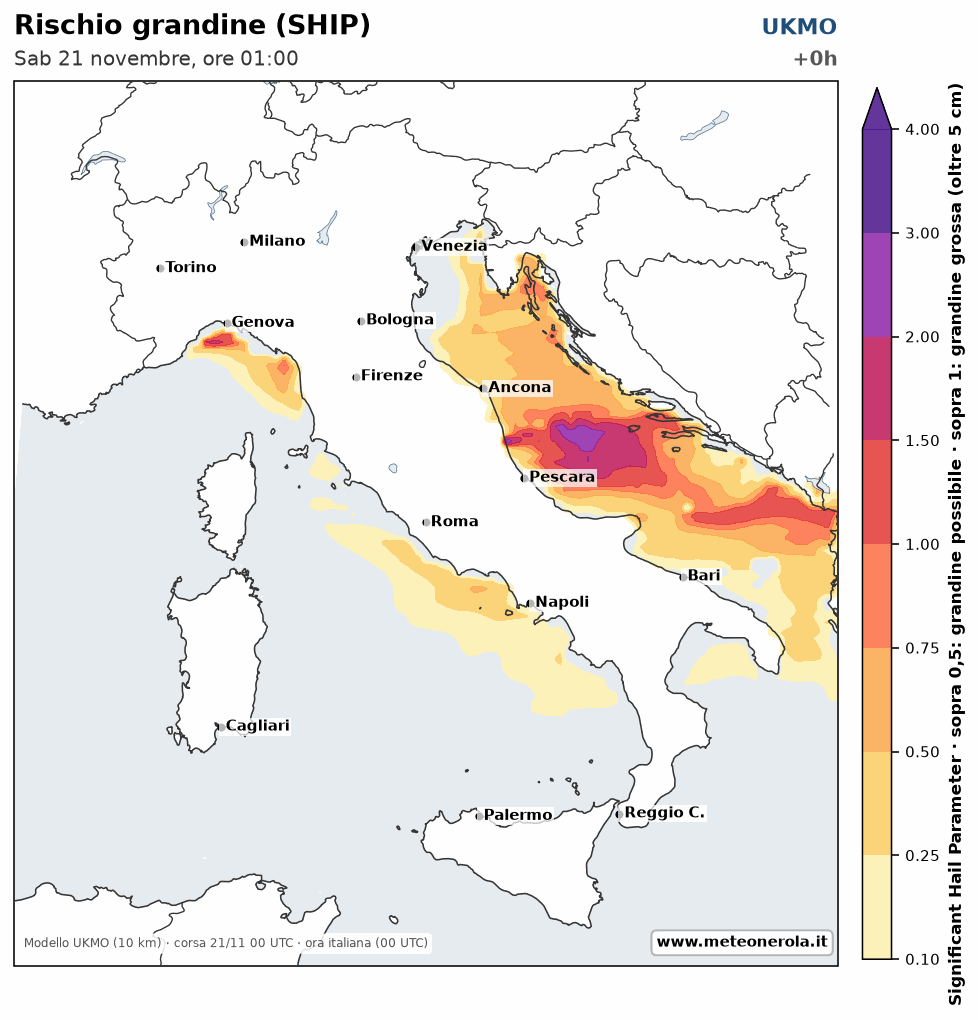 Rischio grandine (SHIP)
UKMO
Sab 21 novembre, ore 01:00
+0h
Milano
Venezia
Torino
Genova
Bologna
Firenze
Ancona
Pescara
Roma
Bari
Napoli
Cagliari
Palermo
Reggio C.
4.00
3.00
2.00
1.50
1.00
0.75
0.50
0.25
0.10
Significant Hail Parameter · sopra 0,5: grandine possibile · sopra 1: grandine grossa (oltre 5 cm)
Modello UKMO (10 km) · corsa 21/11 00 UTC · ora italiana (00 UTC)
www.meteonerola.it